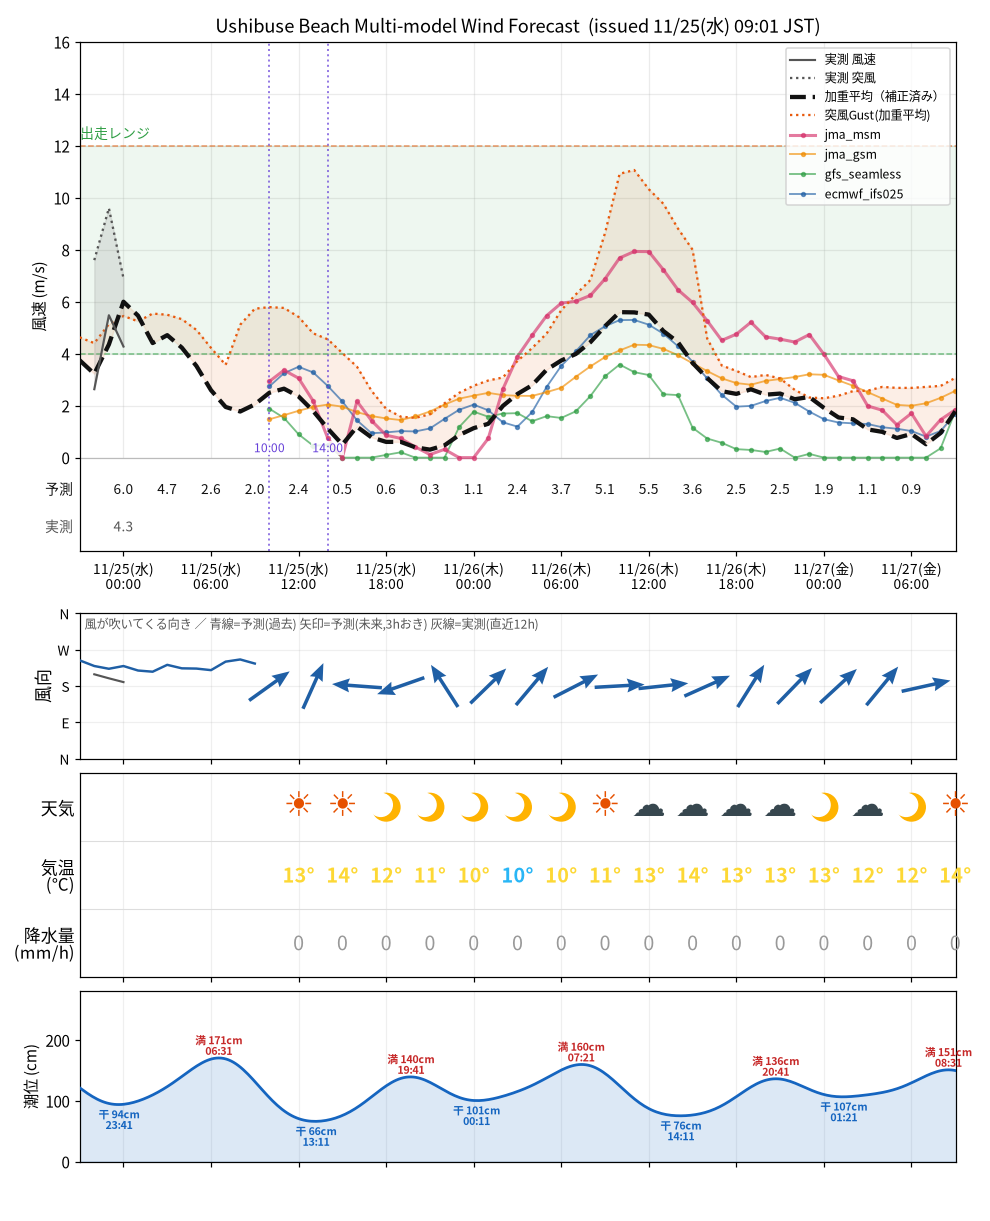 Ushibuse Beach Multi-model Wind Forecast (issued 11/25(水) 09:01 JST)
16
14
12
10
8
6
4
2
0
風速 (m/s)
出走レンジ
実測 風速
実測 突風
加重平均（補正済み）
突風Gust(加重平均)
jma_msm
jma_gsm
gfs_seamless
ecmwf_ifs025
10:00
14:00
予測 6.0 4.7 2.6 2.0 2.4 0.5 0.6 0.3 1.1 2.4 3.7 5.1 5.5 3.6 2.5 2.5 1.9 1.1 0.9
実測 4.3
11/25(水) 11/25(水) 11/25(水) 11/25(水) 11/26(木) 11/26(木) 11/26(木) 11/26(木) 11/27(金) 11/27(金)
00:00 06:00 12:00 18:00 00:00 06:00 12:00 18:00 00:00 06:00
風向
N
W
S
E
N
風が吹いてくる向き ／ 青線=予測(過去) 矢印=予測(未来,3hおき) 灰線=実測(直近12h)
天気
気温
(°C)
13° 14° 12° 11° 10° 10° 10° 11° 13° 14° 13° 13° 13° 12° 12° 14°
降水量
(mm/h)
0 0 0 0 0 0 0 0 0 0 0 0 0 0 0 0
潮位 (cm)
200
100
0
干 94cm
23:41
満 171cm
06:31
干 66cm
13:11
満 140cm
19:41
干 101cm
00:11
満 160cm
07:21
干 76cm
14:11
満 136cm
20:41
干 107cm
01:21
満 151cm
08:31